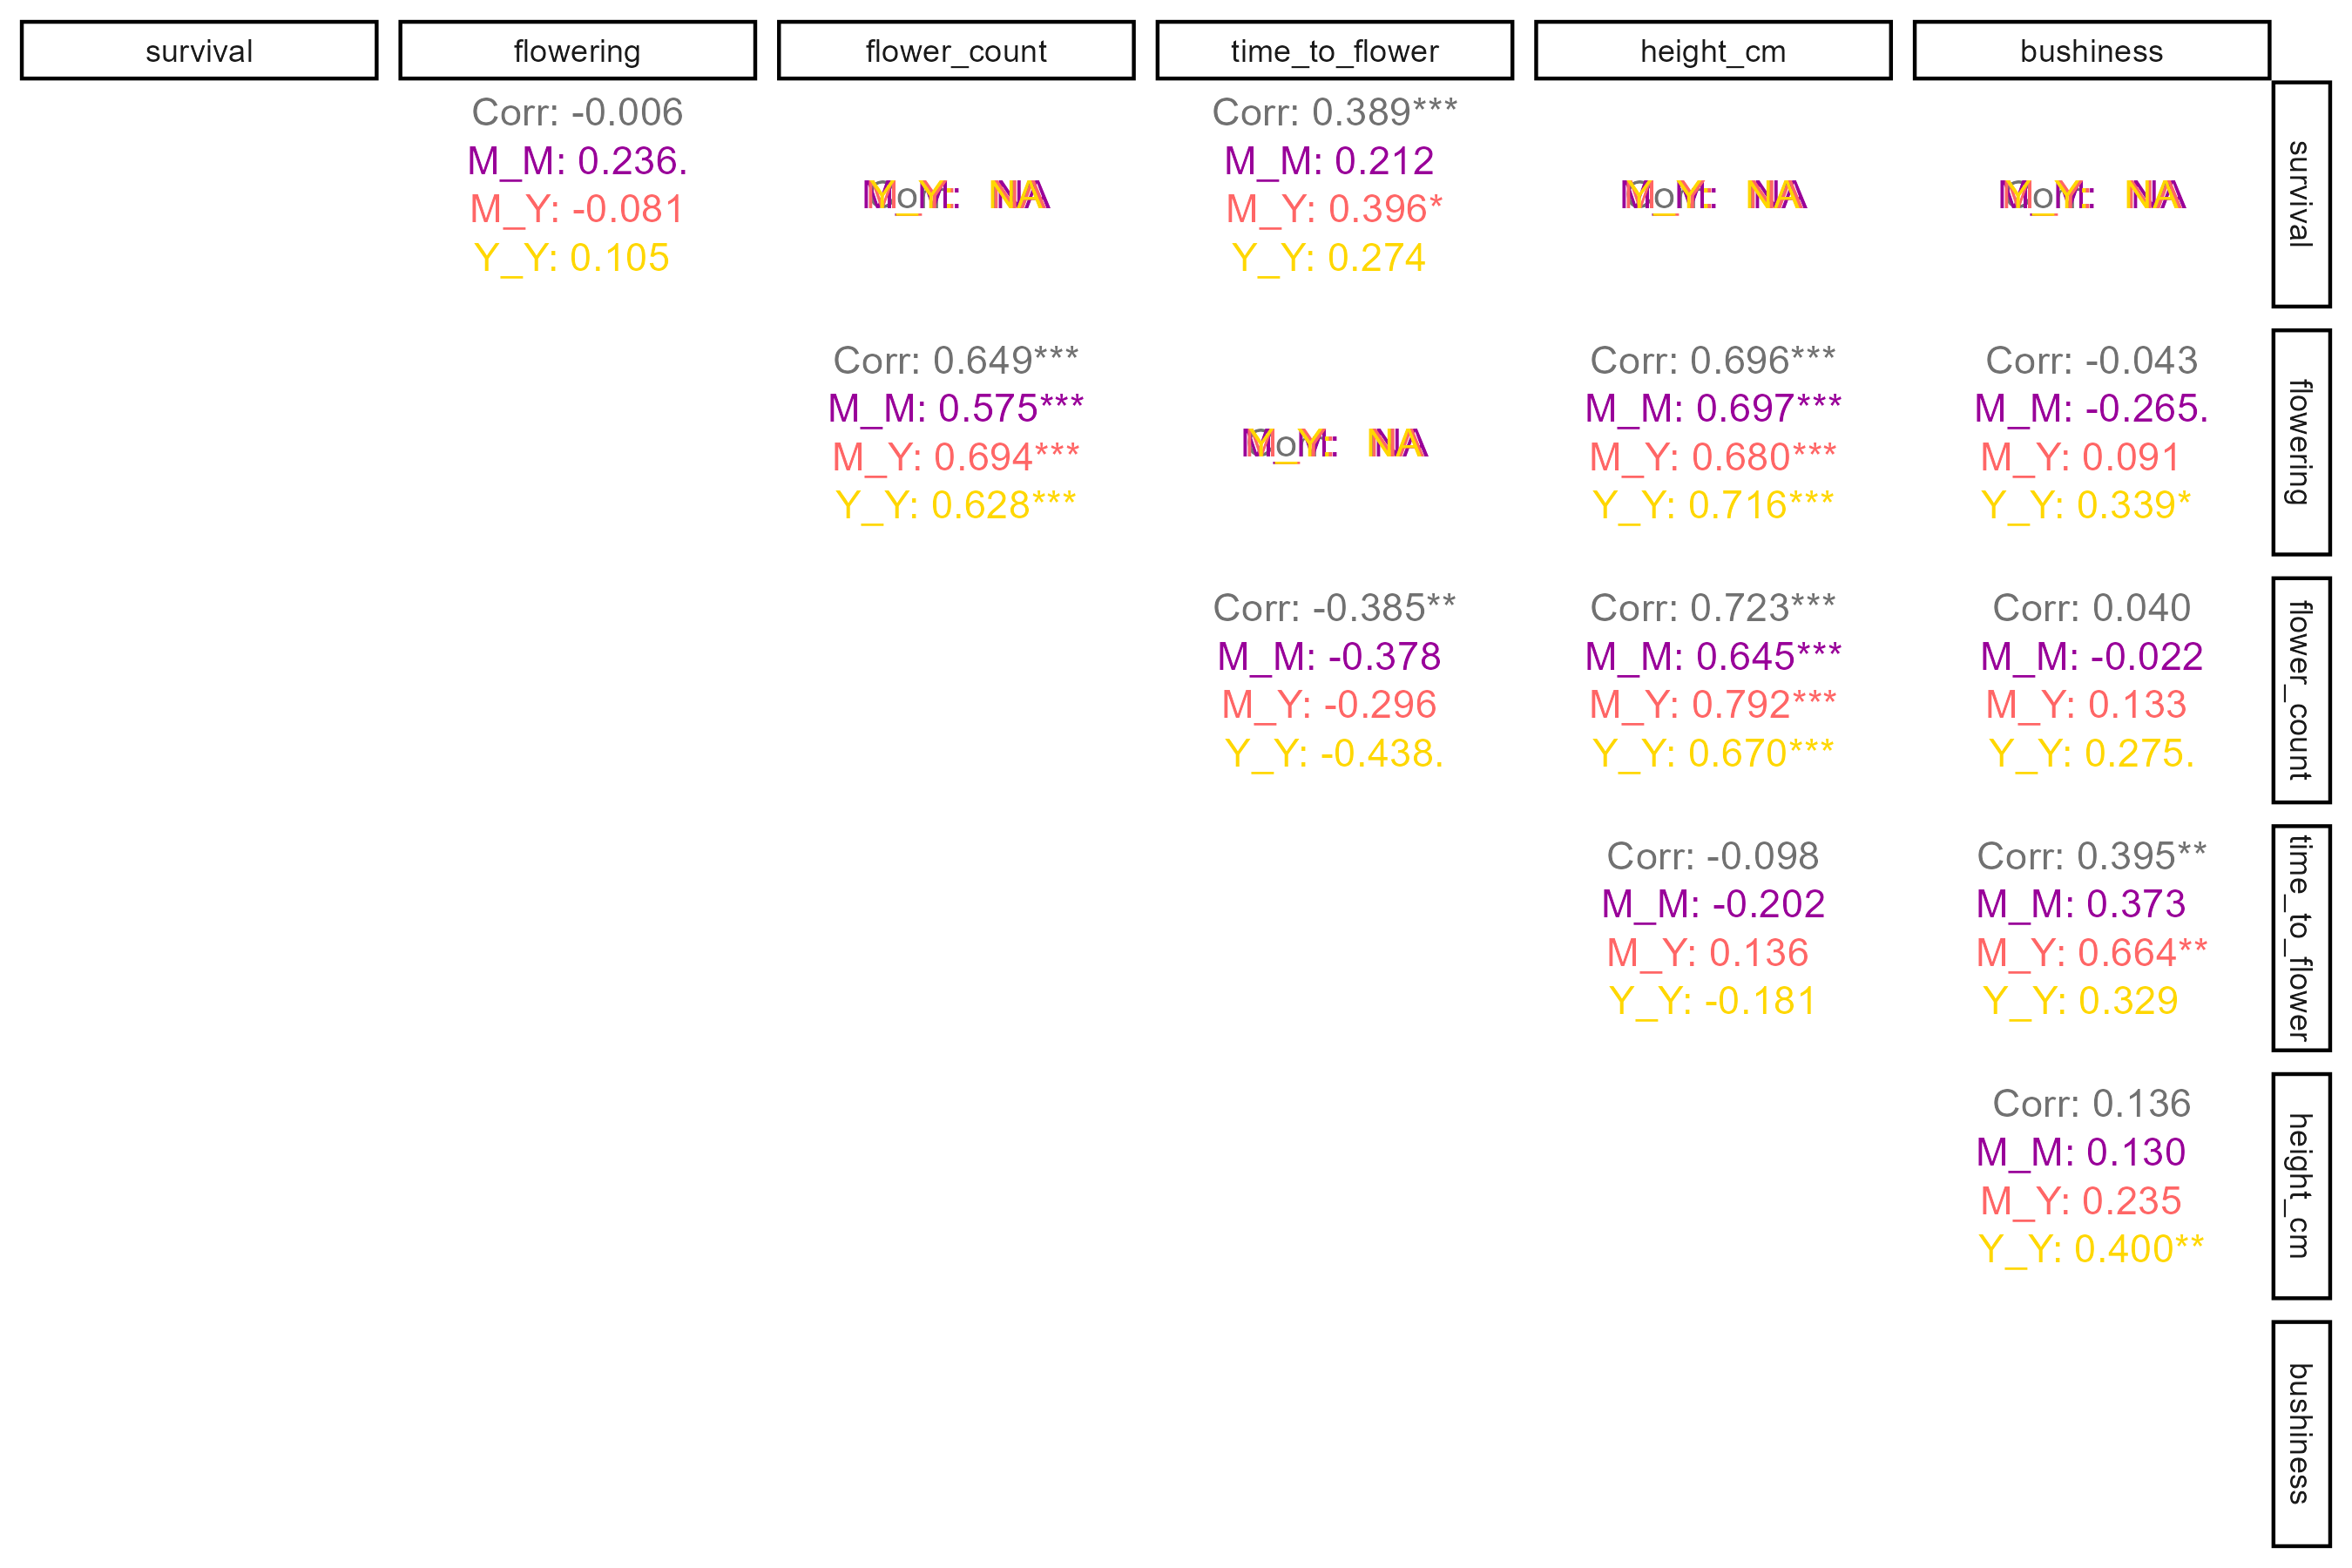 survival flowering flower_count time_to_flower height_cm bushiness
survival
Corr: -0.006
M_M: 0.236.
M_Y: -0.081
Y_Y: 0.105
NA
Corr: 0.389***
M_M: 0.212
M_Y: 0.396*
Y_Y: 0.274
NA
NA
flowering
Corr: 0.649***
M_M: 0.575***
M_Y: 0.694***
Y_Y: 0.628***
NA
Corr: 0.696***
M_M: 0.697***
M_Y: 0.680***
Y_Y: 0.716***
Corr: -0.043
M_M: -0.265.
M_Y: 0.091
Y_Y: 0.339*
flower_count
Corr: -0.385**
M_M: -0.378
M_Y: -0.296
Y_Y: -0.438.
Corr: 0.723***
M_M: 0.645***
M_Y: 0.792***
Y_Y: 0.670***
Corr: 0.040
M_M: -0.022
M_Y: 0.133
Y_Y: 0.275.
time_to_flower
Corr: -0.098
M_M: -0.202
M_Y: 0.136
Y_Y: -0.181
Corr: 0.395**
M_M: 0.373
M_Y: 0.664**
Y_Y: 0.329
height_cm
Corr: 0.136
M_M: 0.130
M_Y: 0.235
Y_Y: 0.400**
bushiness